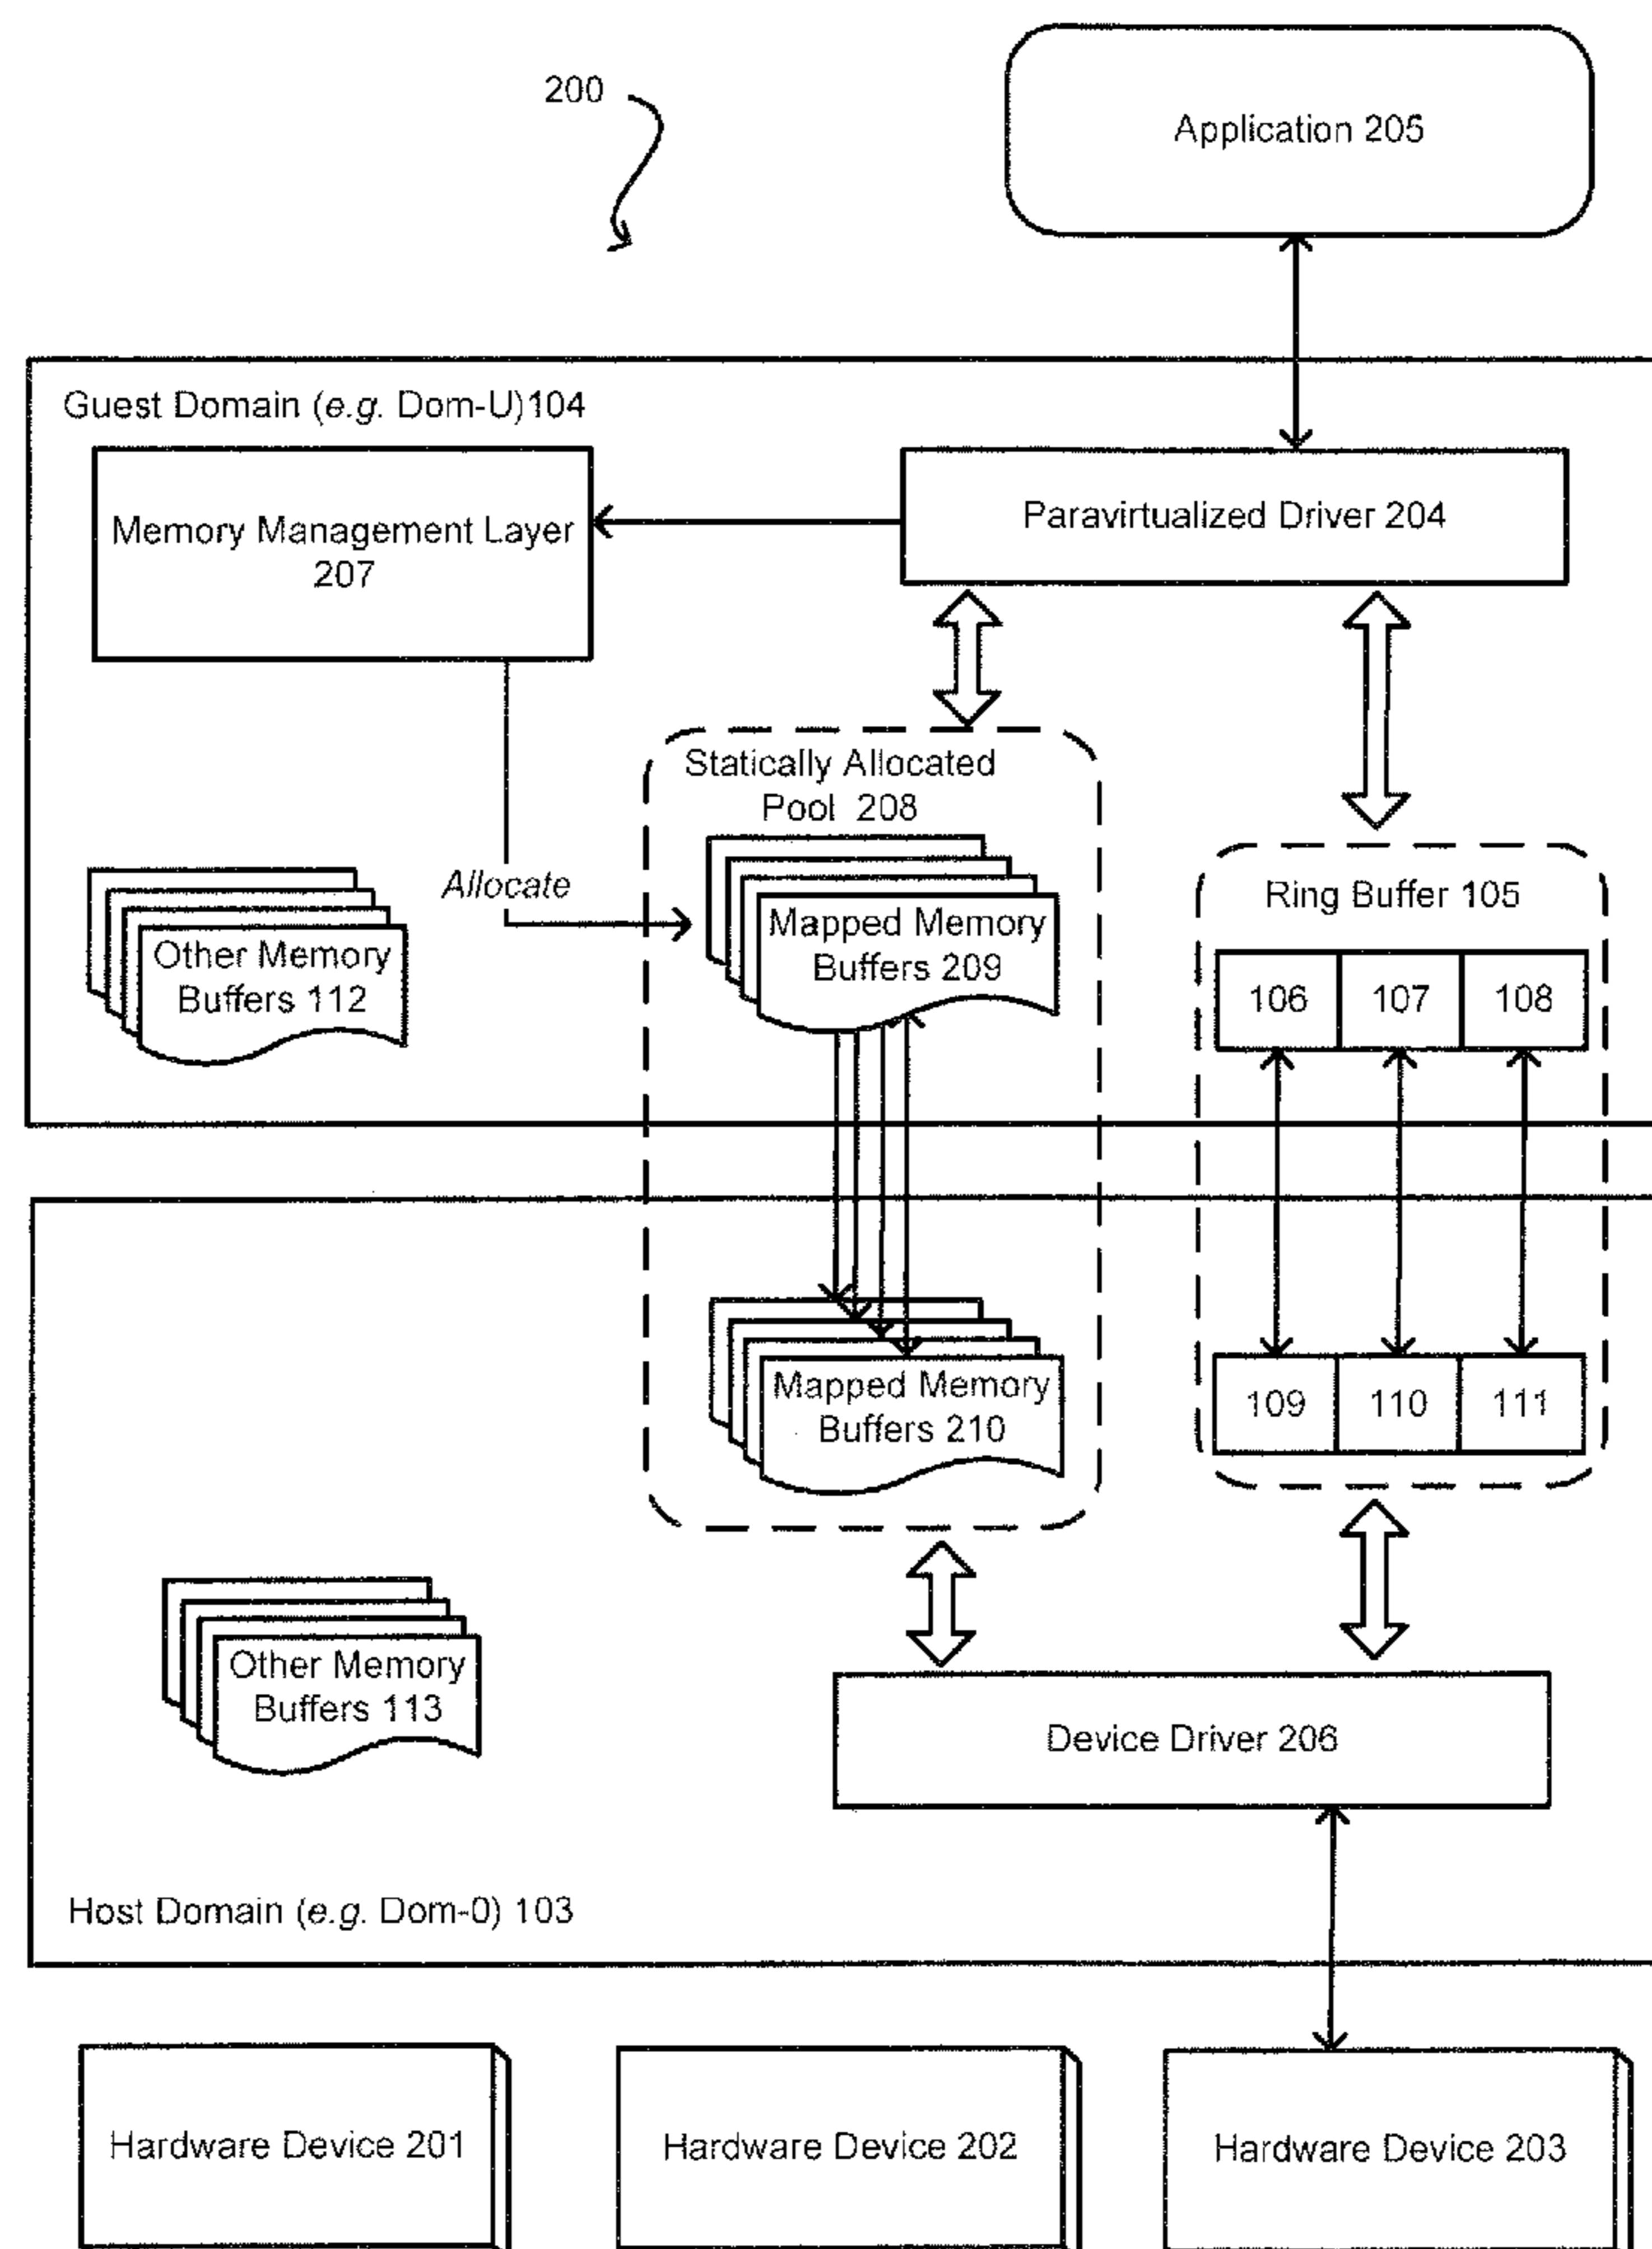 200
Application 205
Guest Domain (e.g. Dom-U)104
Memory Management Layer
207
Paravirtualized Driver 204
Statically Allocated
Pool 208
Allocate
Other Memory
Buffers 112
Mapped Memory
Buffers 209
Ring Buffer 105
106 107 108
Mapped Memory
Buffers 210
109 110 111
Other Memory
Buffers 113
Device Driver 206
Host Domain (e.g. Dom-0) 103
Hardware Device 201
Hardware Device 202
Hardware Device 203